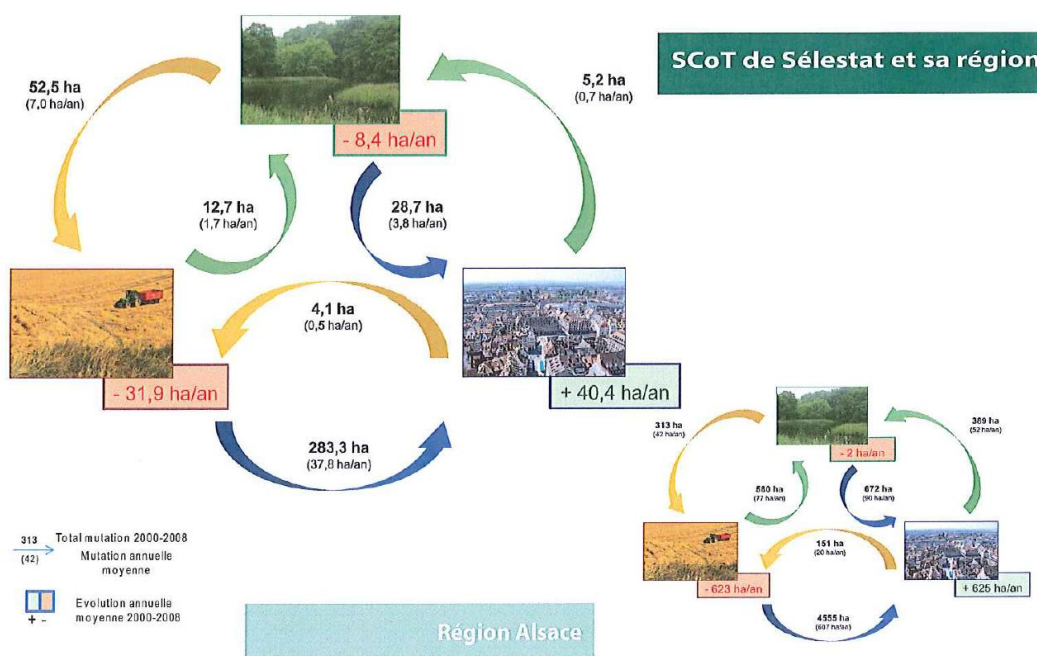 SCoT de Sélestat et sa région
52,5 ha
(7,0 ha/an)
5,2 ha
(0,7 ha/an)
- 8,4 ha/an
12,7 ha
(1,7 ha/an)
28,7 ha
(3,8 ha/an)
4,1 ha
(0,5 ha/an)
- 31,9 ha/an
+ 40,4 ha/an
283,3 ha
(37,8 ha/an)
313 ha
(42 ha/an)
389 ha
(52 ha/an)
- 2 ha/an
580 ha
(77 ha/an)
672 ha
(90 ha/an)
151 ha
(20 ha/an)
- 623 ha/an
+ 625 ha/an
4555 ha
(607 ha/an)
313 Total mutation 2000-2008
(42) Mutation annuelle
moyenne
Evolution annuelle
+ - moyenne 2000-2008
Région Alsace